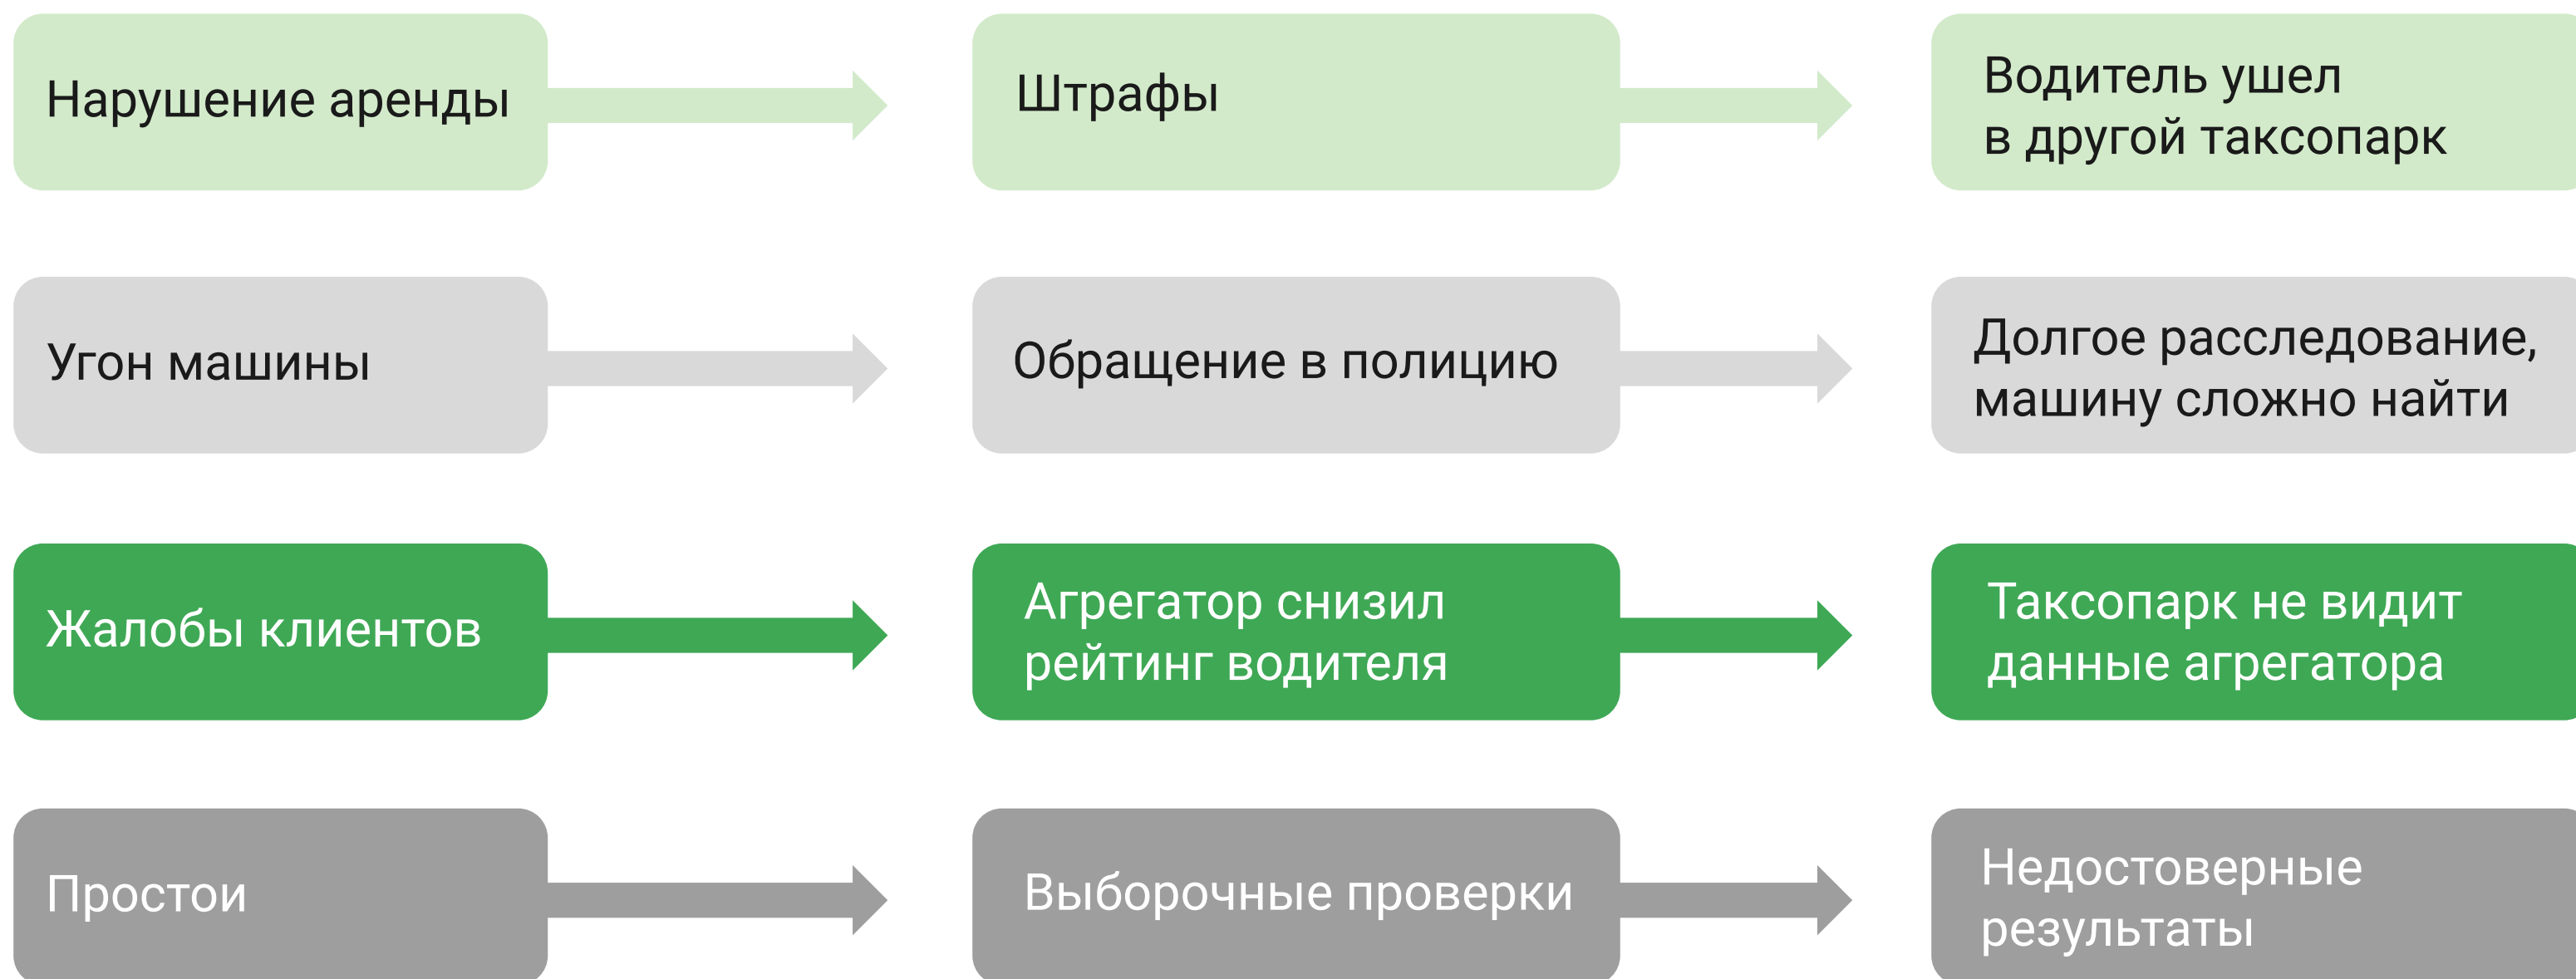 Нарушение аренды
Штрафы
Водитель ушел
в другой таксопарк
Угон машины
Обращение в полицию
Долгое расследование,
машину сложно найти
Жалобы клиентов
Агрегатор снизил
рейтинг водителя
Таксопарк не видит
данные агрегатора
Простои
Выборочные проверки
Недостоверные
результаты